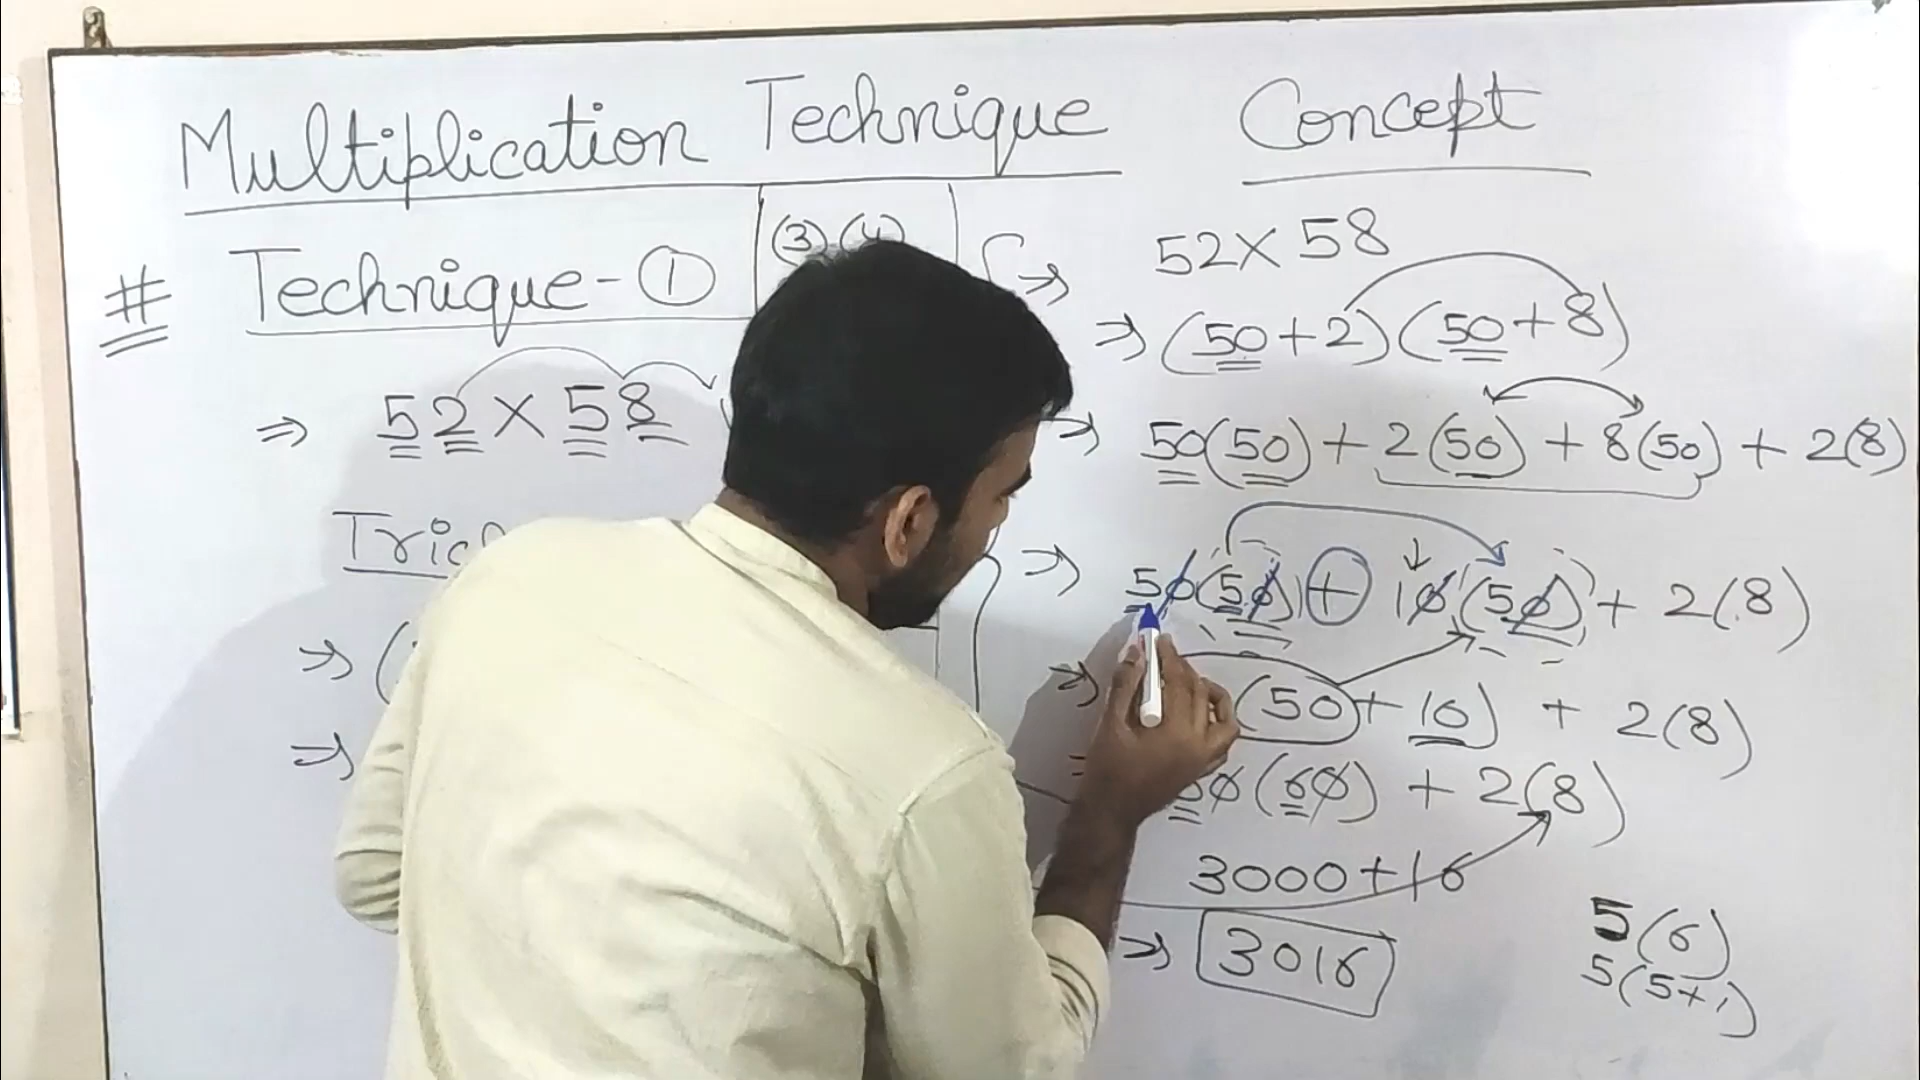 Multiplication Technique
# Technique-①
(3) (4)
⇒ 52 × 58
⇒
⇒
Concept
⇒ 52 × 58
⇒ (50+2)(50+8)
⇒ 50(50) + 2(50) + 8(50) + 2(8)
⇒ 50(50) + 10(50) + 2(8)
⇒ (50+10) + 2(8)
50(60) + 2(8)
3000+16
⇒ 3016
5(6)
5(5+1)